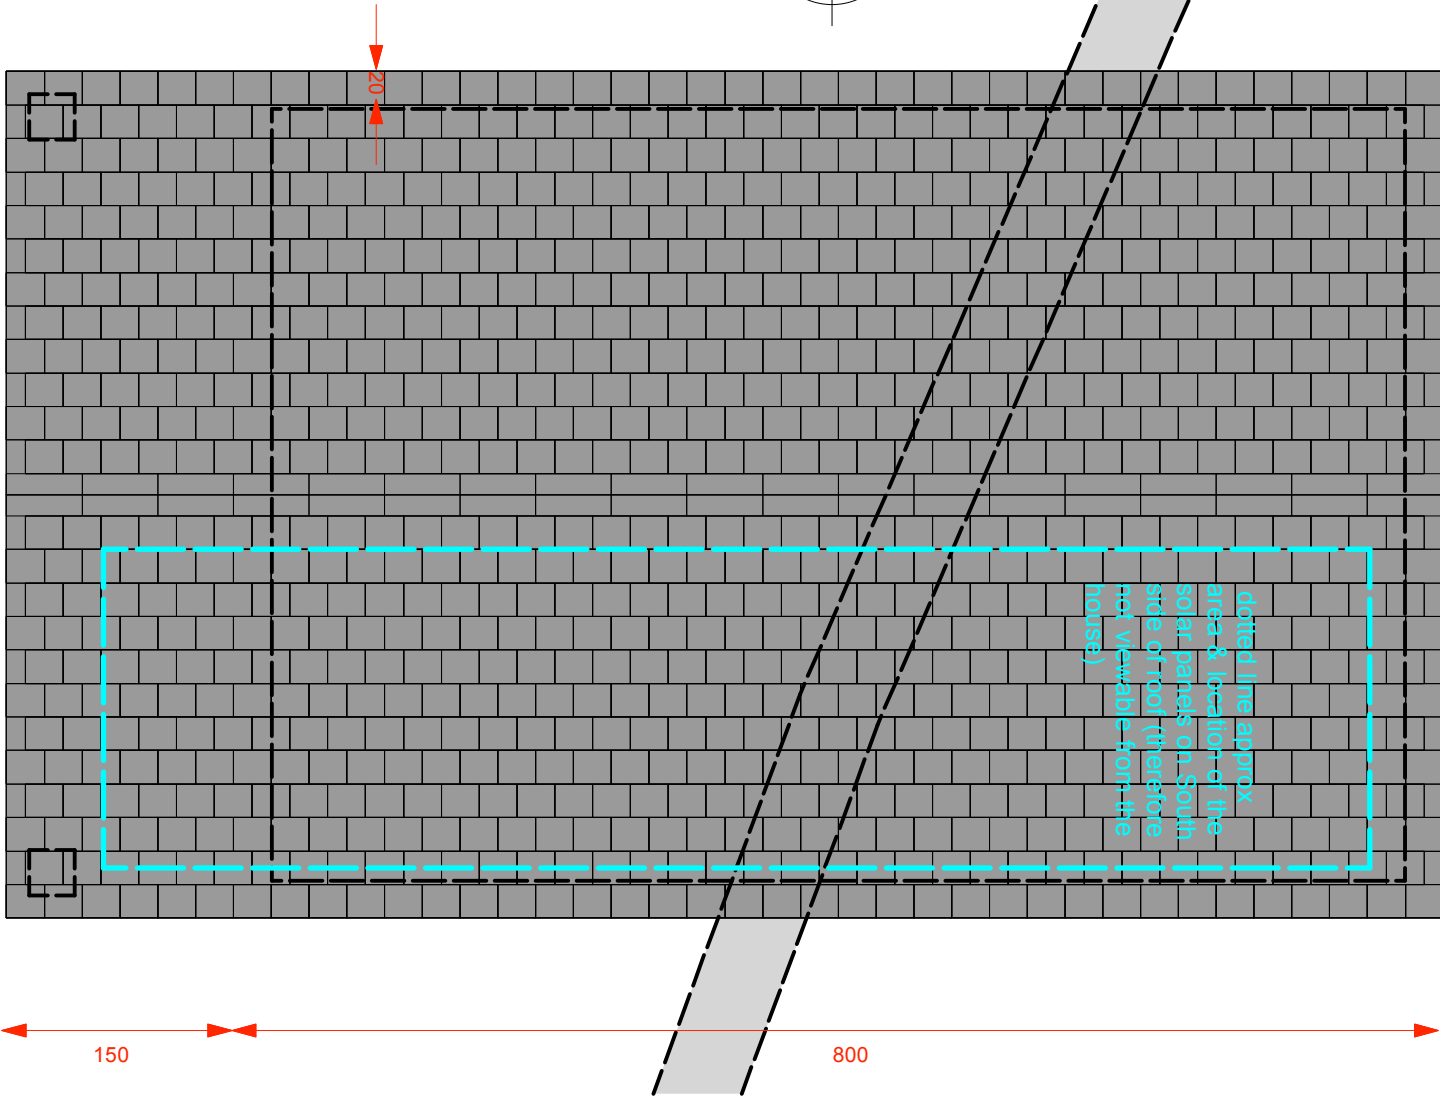 20
dotted line approx
area & location of the
solar panels on South
side of roof (therefore
not viewable from the
house)
150
800